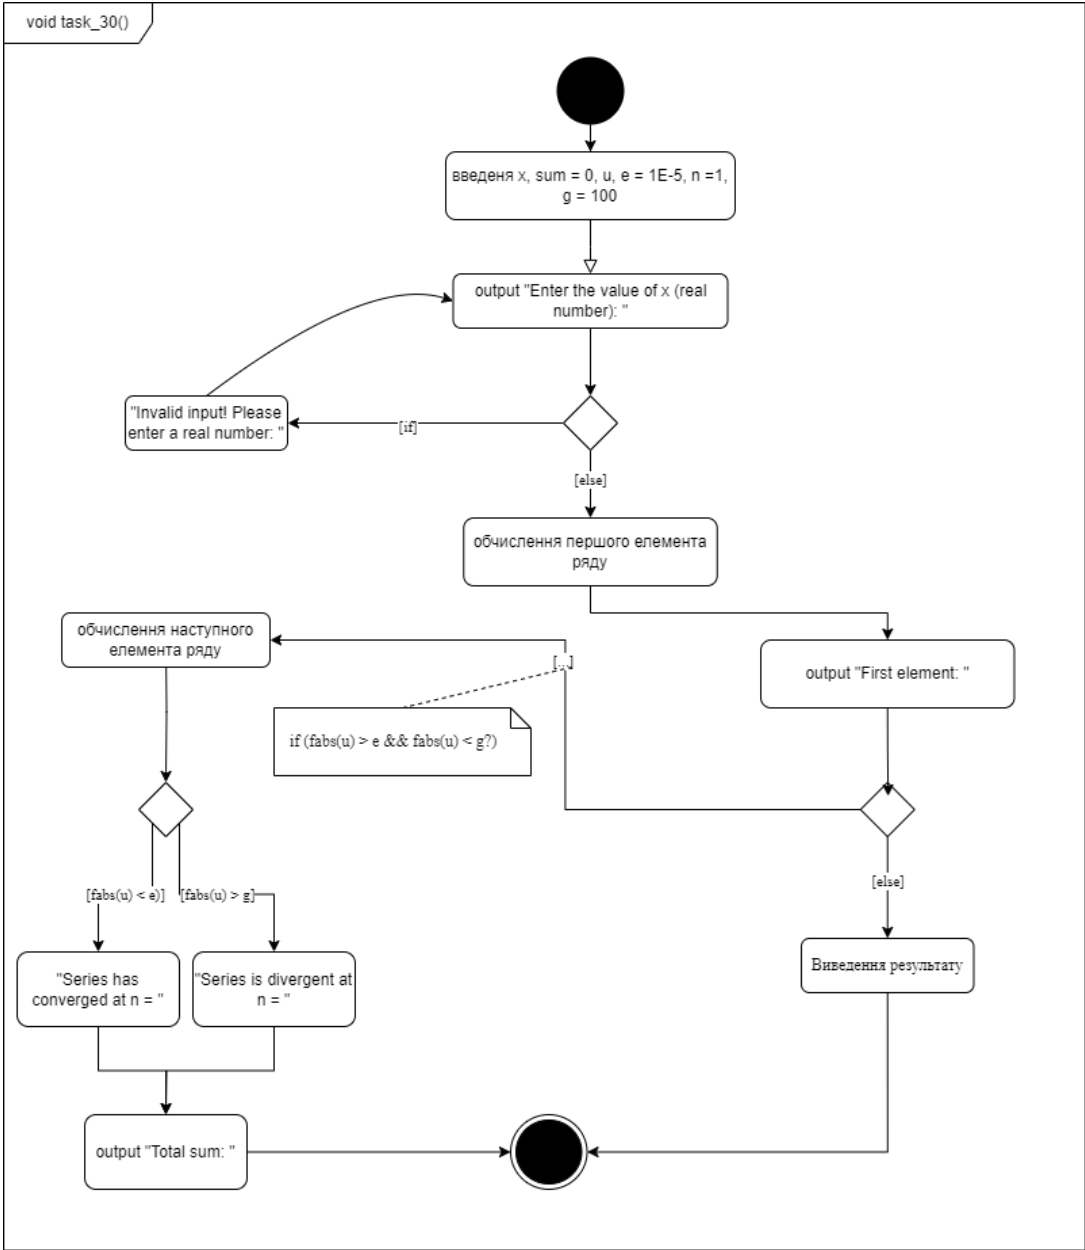 void task_30()
введеня x, sum = 0, u, e = 1E-5, n =1,
g = 100
output "Enter the value of x (real
number): "
"Invalid input! Please
enter a real number: "
[if]
[else]
обчислення першого елемента
ряду
обчислення наступного
елемента ряду
[...]
output "First element: "
if (fabs(u) > e && fabs(u) < g?)
[else]
[fabs(u) < e)]
[fabs(u) > g]
"Series has
converged at n = "
"Series is divergent at
n = "
Виведення результату
output "Total sum: "